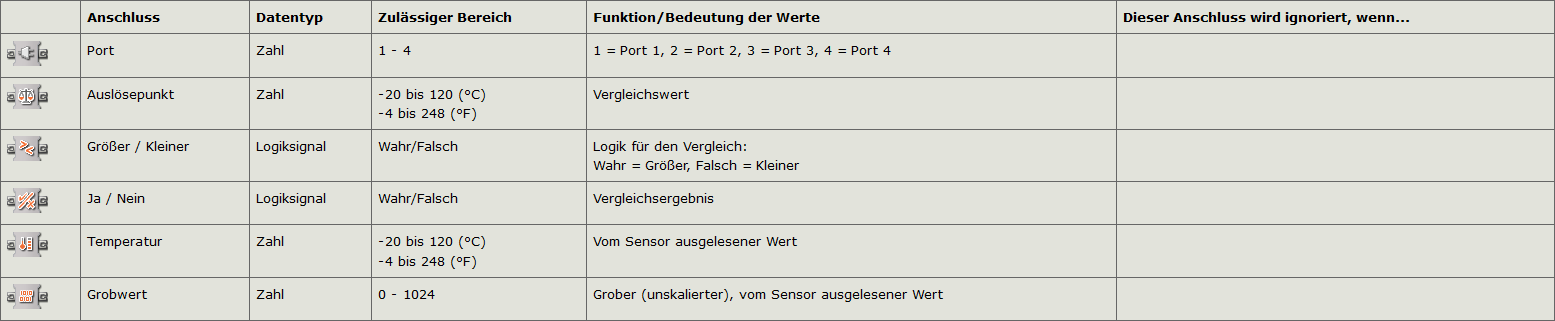 Anschluss Datentyp Zulässiger Bereich Funktion/Bedeutung der Werte Dieser Anschluss wird ignoriert, wenn...
Port Zahl 1 - 4 1 = Port 1, 2 = Port 2, 3 = Port 3, 4 = Port 4
Auslösepunkt Zahl -20 bis 120 (°C) Vergleichswert
-4 bis 248 (°F)
Größer / Kleiner Logiksignal Wahr/Falsch Logik für den Vergleich:
Wahr = Größer, Falsch = Kleiner
Ja / Nein Logiksignal Wahr/Falsch Vergleichsergebnis
Temperatur Zahl -20 bis 120 (°C) Vom Sensor ausgelesener Wert
-4 bis 248 (°F)
Grobwert Zahl 0 - 1024 Grober (unskalierter), vom Sensor ausgelesener Wert